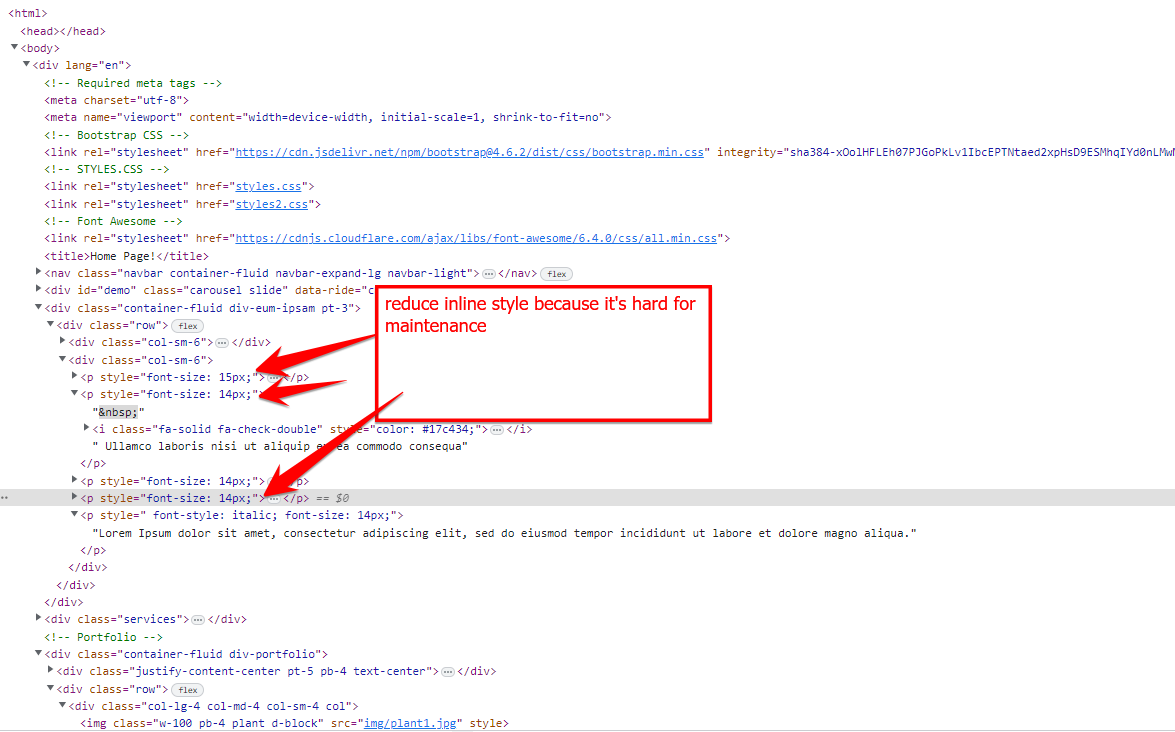 <html>
<head></head>
<body>
<div lang="en">
<!-- Required meta tags -->
<meta charset="utf-8">
<meta name="viewport" content="width=device-width, initial-scale=1, shrink-to-fit=no">
<!-- Bootstrap CSS -->
<link rel="stylesheet" href="https://cdn.jsdelivr.net/npm/bootstrap@4.6.2/dist/css/bootstrap.min.css" integrity="sha384-xOolHFLEh07PJGoPkLv1IbcEPTNtaed2xpHsD9ESMhqIYd0nLMwN
<!-- STYLES.CSS -->
<link rel="stylesheet" href="styles.css">
<link rel="stylesheet" href="styles2.css">
<!-- Font Awesome -->
<link rel="stylesheet" href="https://cdnjs.cloudflare.com/ajax/libs/font-awesome/6.4.0/css/all.min.css">
<title>Home Page!</title>
<nav class="navbar container-fluid navbar-expand-lg navbar-light">…</nav> flex
<div id="demo" class="carousel slide" data-ride="c
reduce inline style because it's hard for
maintenance
<div class="container-fluid div-eum-ipsam pt-3">
<div class="row"> flex
<div class="col-sm-6">…</div>
<div class="col-sm-6">
<p style="font-size: 15px;">…</p>
<p style="font-size: 14px;">
"&nbsp;"
<i class="fa-solid fa-check-double" style="color: #17c434;">…</i>
" Ullamco laboris nisi ut aliquip ex ea commodo consequa"
</p>
<p style="font-size: 14px;">…</p>
<p style="font-size: 14px;">…</p> == $0
<p style=" font-style: italic; font-size: 14px;">
"Lorem Ipsum dolor sit amet, consectetur adipiscing elit, sed do eiusmod tempor incididunt ut labore et dolore magno aliqua."
</p>
</div>
</div>
</div>
<div class="services">…</div>
<!-- Portfolio -->
<div class="container-fluid div-portfolio">
<div class="justify-content-center pt-5 pb-4 text-center">…</div>
<div class="row"> flex
<div class="col-lg-4 col-md-4 col-sm-4 col">
<img class="w-100 pb-4 plant d-block" src="img/plant1.jpg" style>